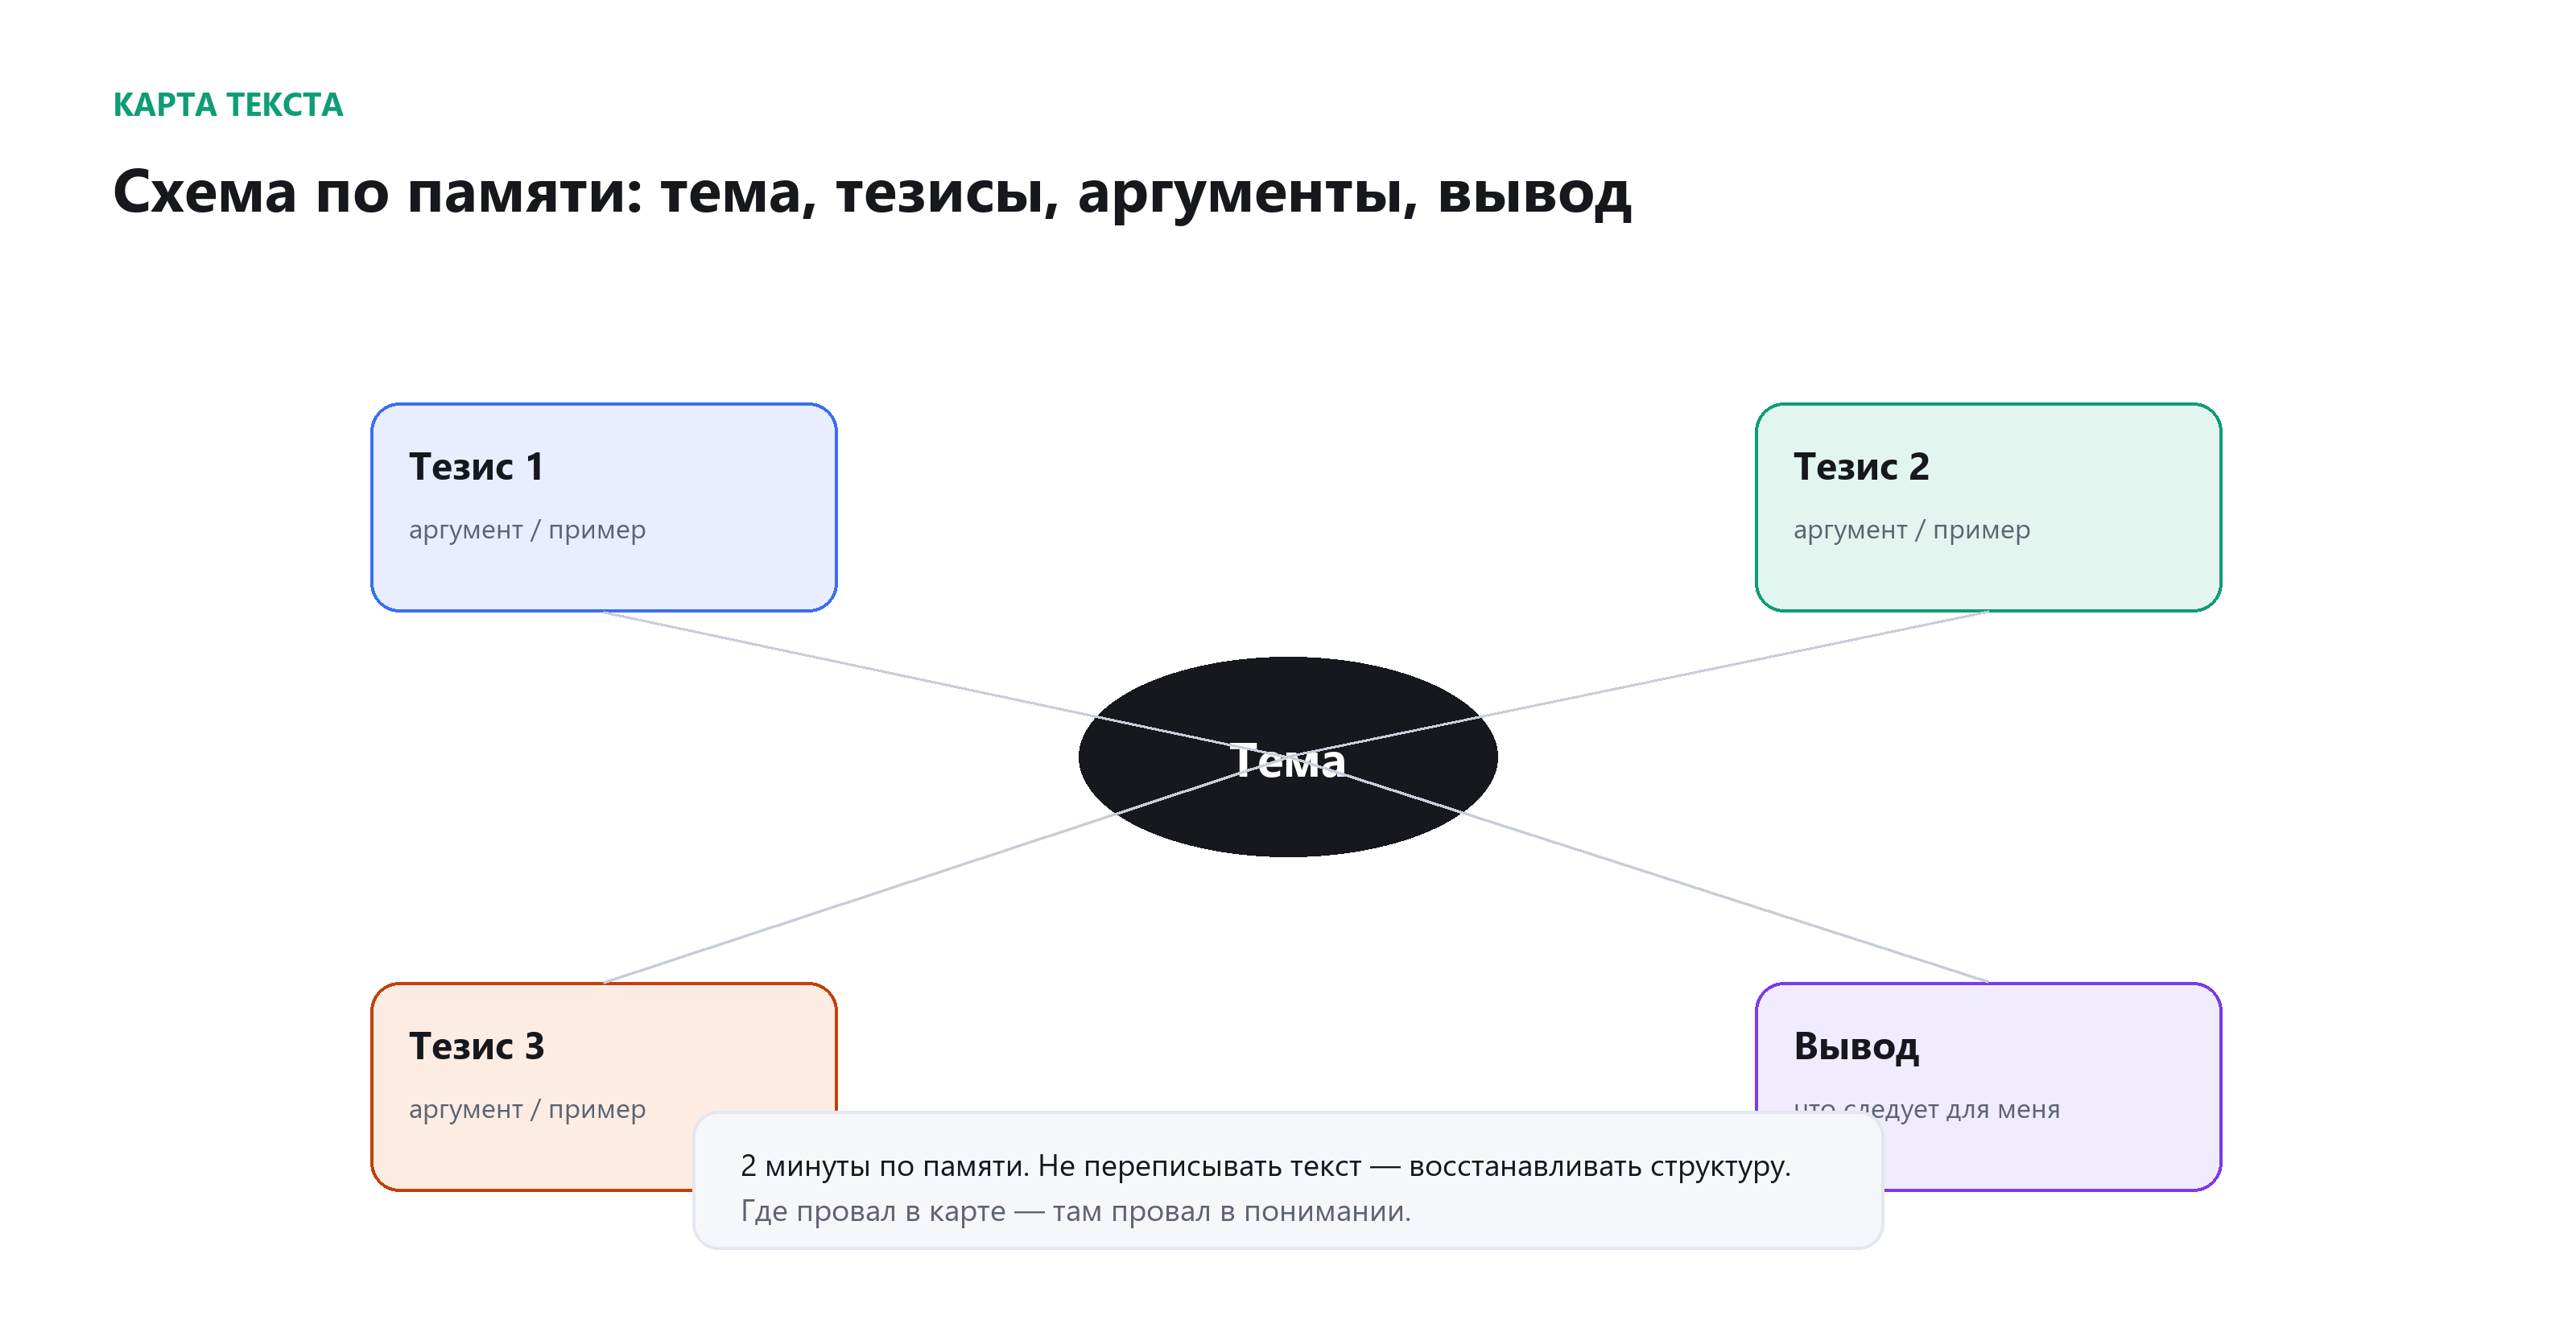 КАРТА ТЕКСТА
Схема по памяти: тема, тезисы, аргументы, вывод
Тезис 1
аргумент / пример
Тезис 2
аргумент / пример
Тема
Тезис 3
аргумент / пример
Вывод
что следует для меня
2 минуты по памяти. Не переписывать текст — восстанавливать структуру.
Где провал в карте — там провал в понимании.